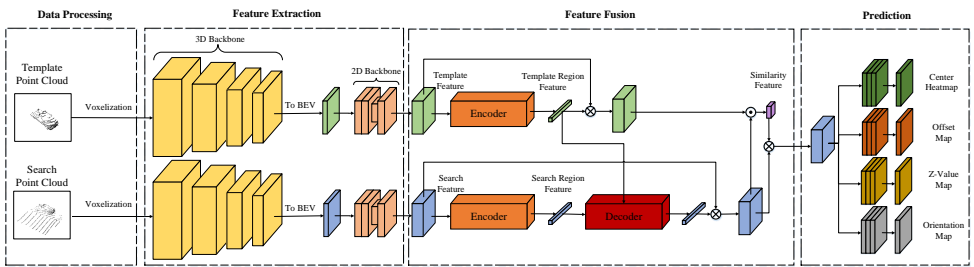 Data Processing
Feature Extraction
Feature Fusion
Prediction
Template
Point Cloud
Voxelization
3D Backbone
To BEV
2D Backbone
Template
Feature
Encoder
Template Region
Feature
Similarity
Feature
Center
Heatmap
Offset
Map
Z-Value
Map
Orientation
Map
Search
Point Cloud
Voxelization
To BEV
Search
Feature
Encoder
Search Region
Feature
Decoder